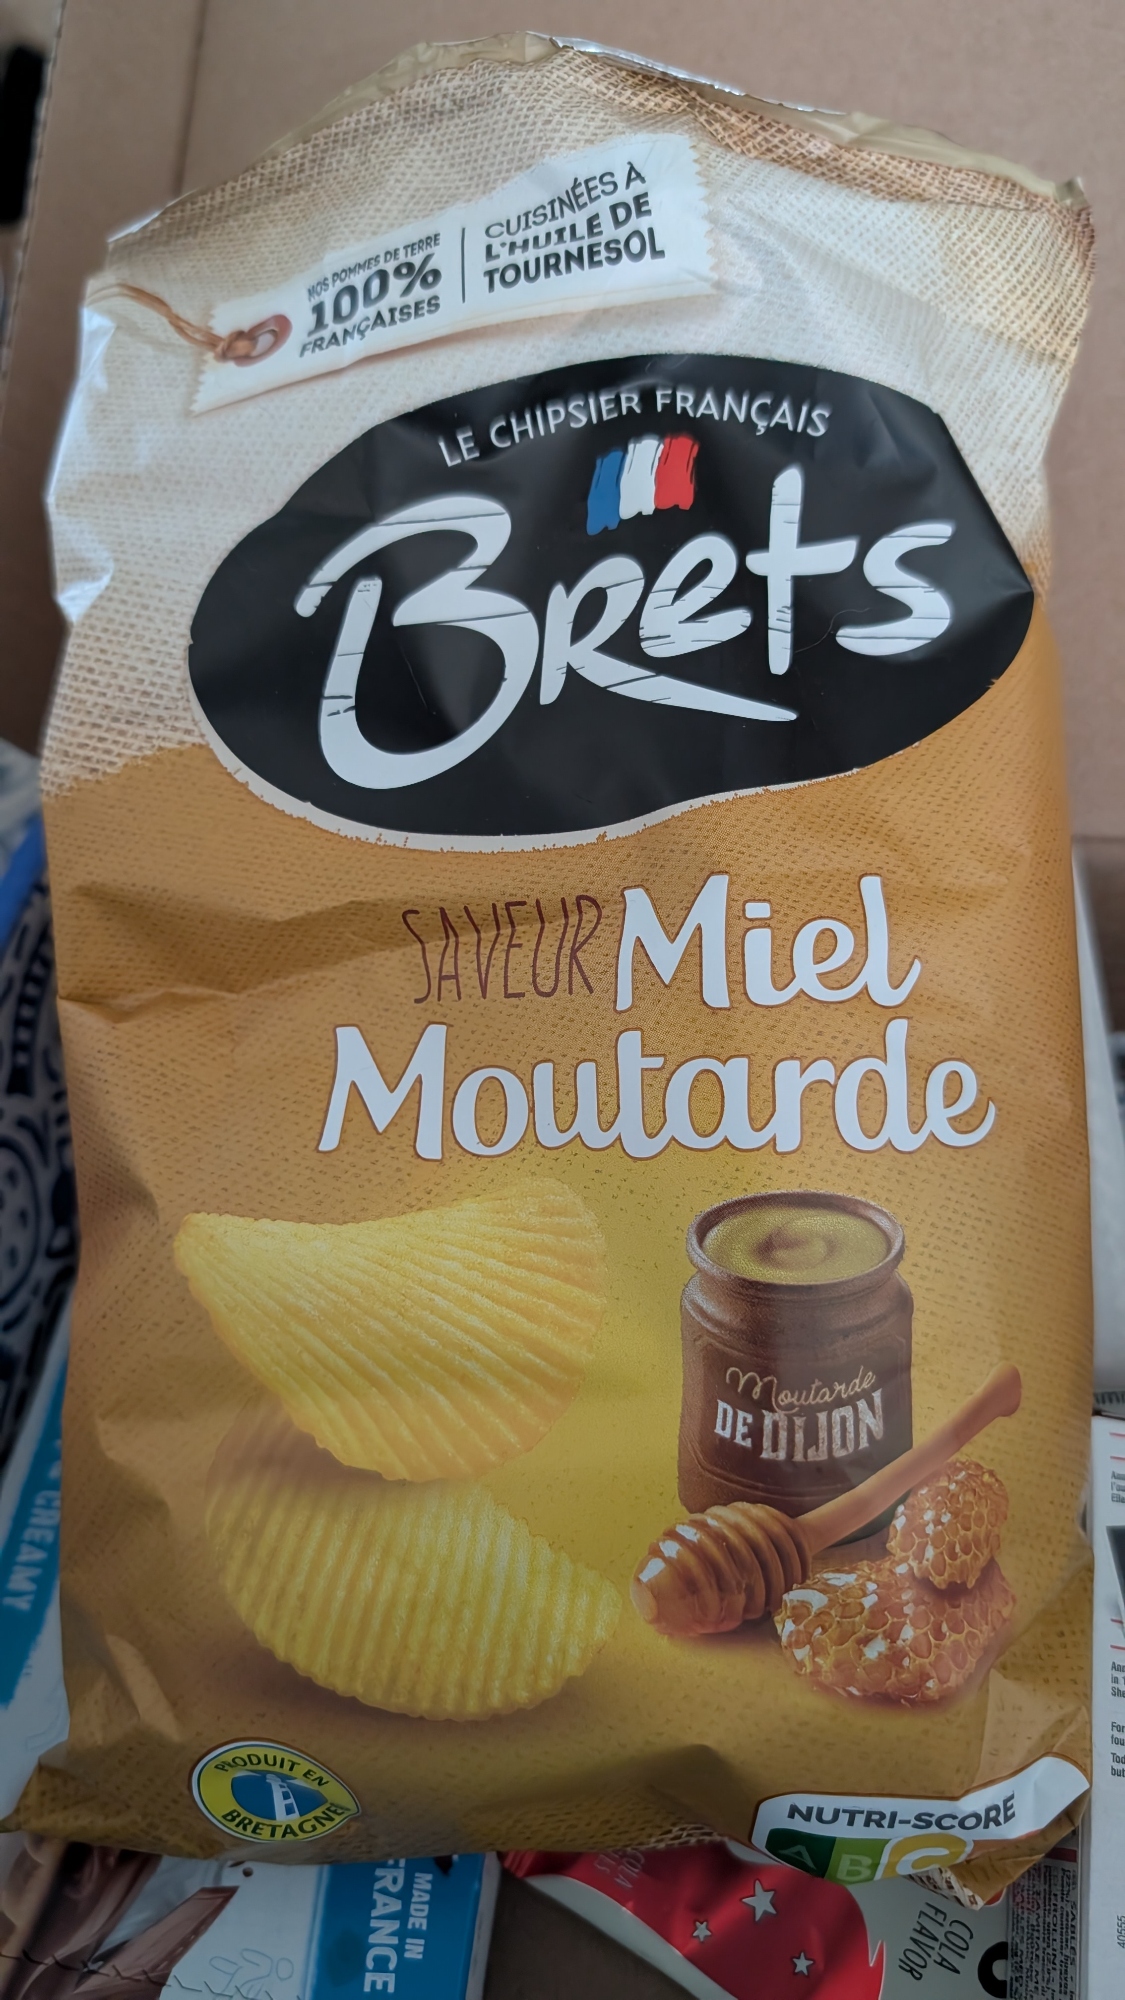 NOS POMMES DE TERRE
100%
FRANÇAISES
CUISINÉES À
L'HUILE DE
TOURNESOL
LE CHIPSIER FRANÇAIS
Brets
SAVEUR Miel
Moutarde
Moutarde
DE DIJON
PRODUIT EN
BRETAGNE
NUTRI-SCORE
A B C
CREAMY
MADE IN
FRANCE
COLA
FLAVOR
40555